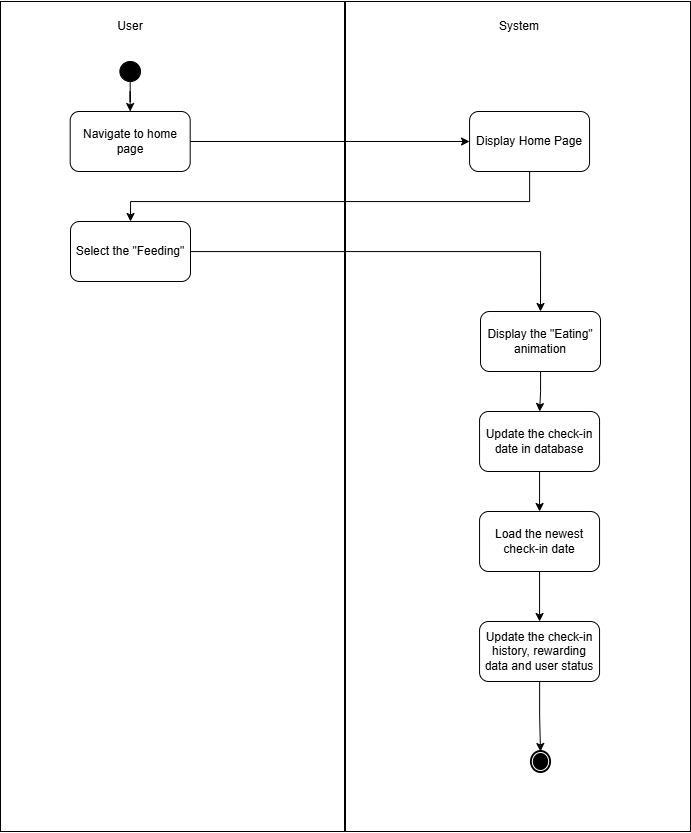 User
System
Navigate to home
page
Display Home Page
Select the "Feeding"
Display the "Eating"
animation
Update the check-in
date in database
Load the newest
check-in date
Update the check-in
history, rewarding
data and user status